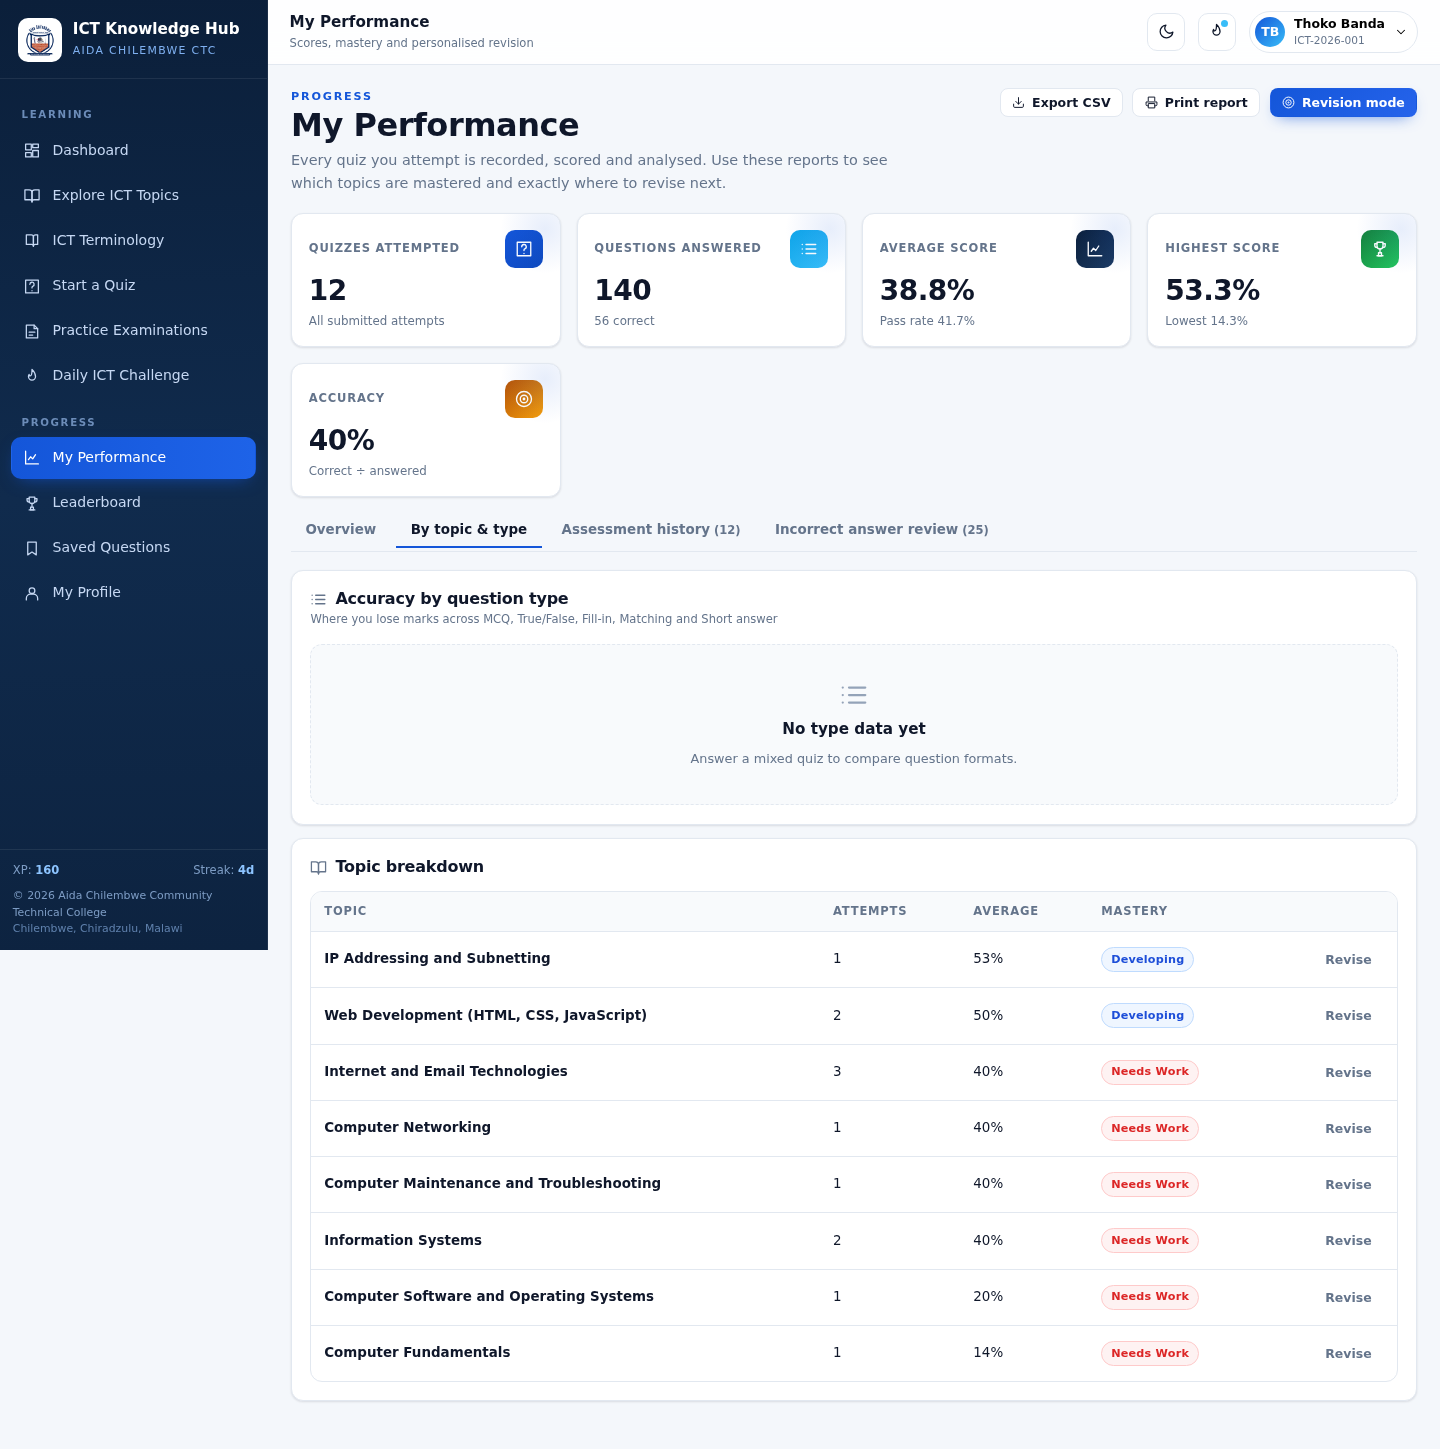 ICT Knowledge Hub
AIDA CHILEMBWE CTC
LEARNING
Dashboard
Explore ICT Topics
ICT Terminology
Start a Quiz
Practice Examinations
Daily ICT Challenge
PROGRESS
My Performance
Leaderboard
Saved Questions
My Profile
XP: 160 Streak: 4d
© 2026 Aida Chilembwe Community
Technical College
Chilembwe, Chiradzulu, Malawi
My Performance
Scores, mastery and personalised revision
TB
Thoko Banda
ICT-2026-001
PROGRESS
My Performance
Every quiz you attempt is recorded, scored and analysed. Use these reports to see
which topics are mastered and exactly where to revise next.
Export CSV
Print report
Revision mode
QUIZZES ATTEMPTED
12
All submitted attempts
QUESTIONS ANSWERED
140
56 correct
AVERAGE SCORE
38.8%
Pass rate 41.7%
HIGHEST SCORE
53.3%
Lowest 14.3%
ACCURACY
40%
Correct ÷ answered
Overview By topic & type Assessment history (12) Incorrect answer review (25)
Accuracy by question type
Where you lose marks across MCQ, True/False, Fill-in, Matching and Short answer
No type data yet
Answer a mixed quiz to compare question formats.
Topic breakdown
TOPIC ATTEMPTS AVERAGE MASTERY
IP Addressing and Subnetting 1 53% Developing Revise
Web Development (HTML, CSS, JavaScript) 2 50% Developing Revise
Internet and Email Technologies 3 40% Needs Work Revise
Computer Networking 1 40% Needs Work Revise
Computer Maintenance and Troubleshooting 1 40% Needs Work Revise
Information Systems 2 40% Needs Work Revise
Computer Software and Operating Systems 1 20% Needs Work Revise
Computer Fundamentals 1 14% Needs Work Revise